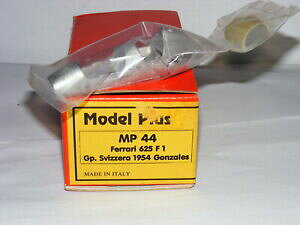 Model Plus
MP 44
Ferrari 625 F 1
Gp. Svizzera 1954 Gonzales
MADE IN ITALY